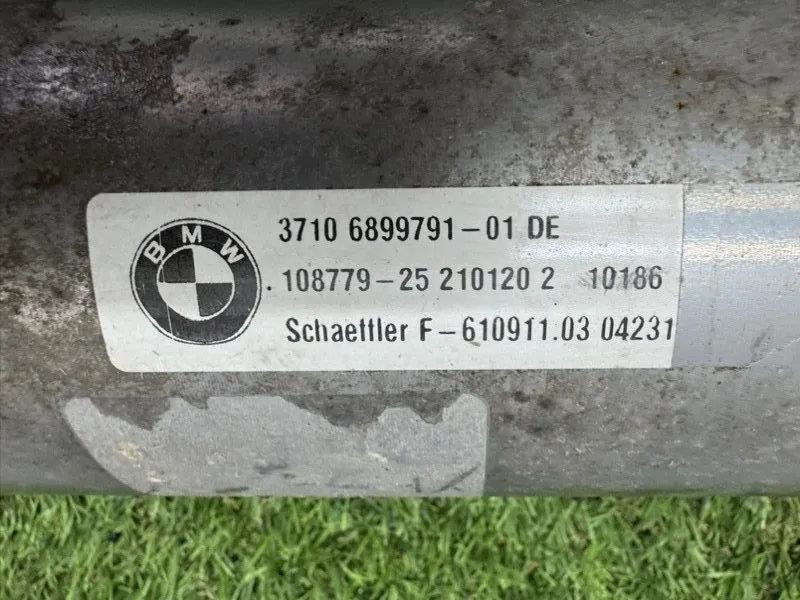 BMW
3710 6899791-01 DE
.108779-25 210120 2 10186
Schaettler F-610911.03 04231